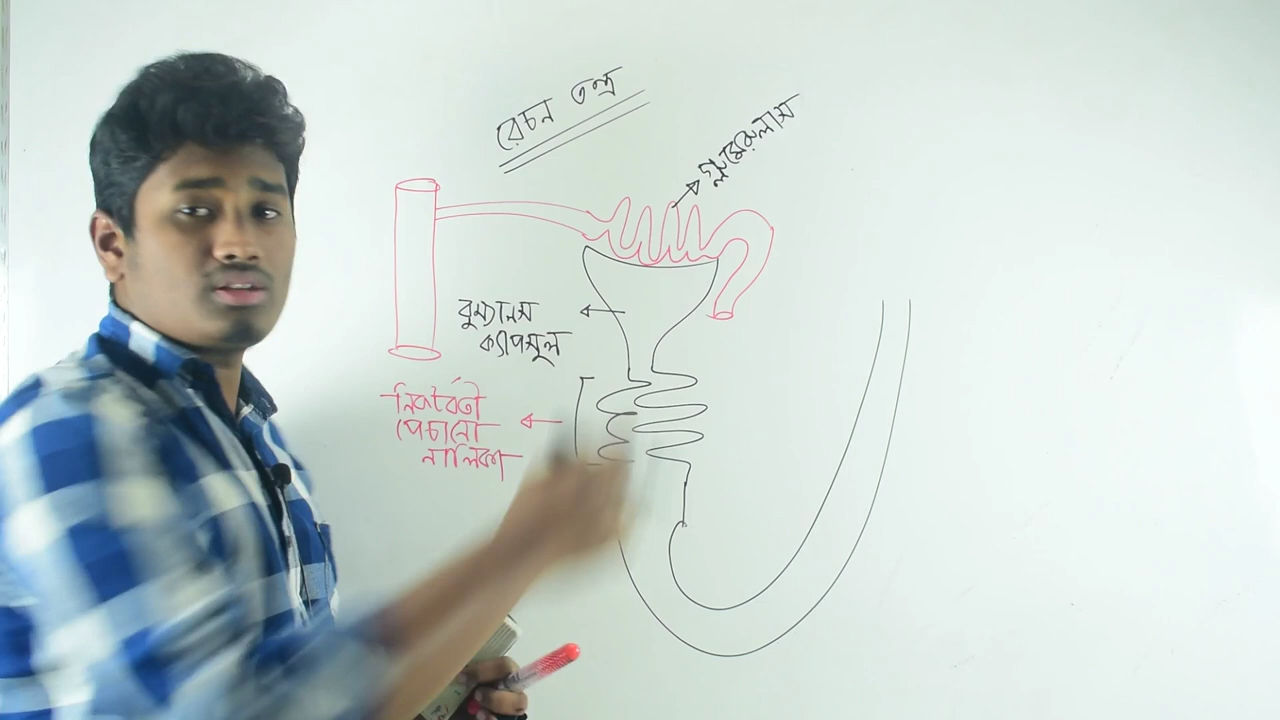 রেচন তন্ত্র
গ্লুমেরুলাস
বুম্যানস
ক্যাপসুল
নিকটবর্তী
পেচানো
নালিকা